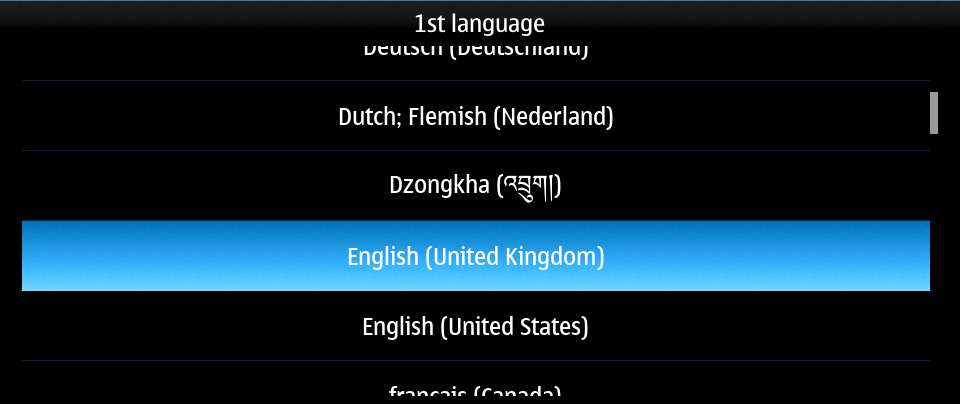 1st language
Deutsch (Deutschland)
Dutch; Flemish (Nederland)
Dzongkha (འབྲུག།)
English (United Kingdom)
English (United States)
français (Canada)